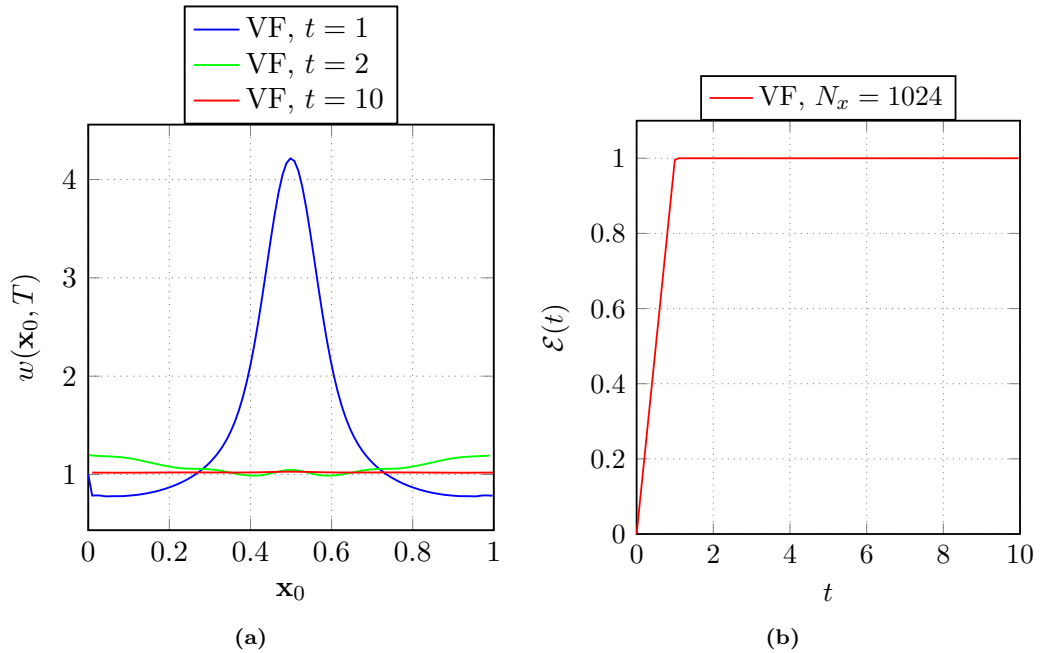 VF, t = 1
VF, t = 2
VF, t = 10
4
3
2
1
0 0.2 0.4 0.6 0.8 1
w(x₀, T)
x₀
(a)
VF, Nₓ = 1024
1
0.8
0.6
0.4
0.2
0
0 2 4 6 8 10
ℰ(t)
t
(b)